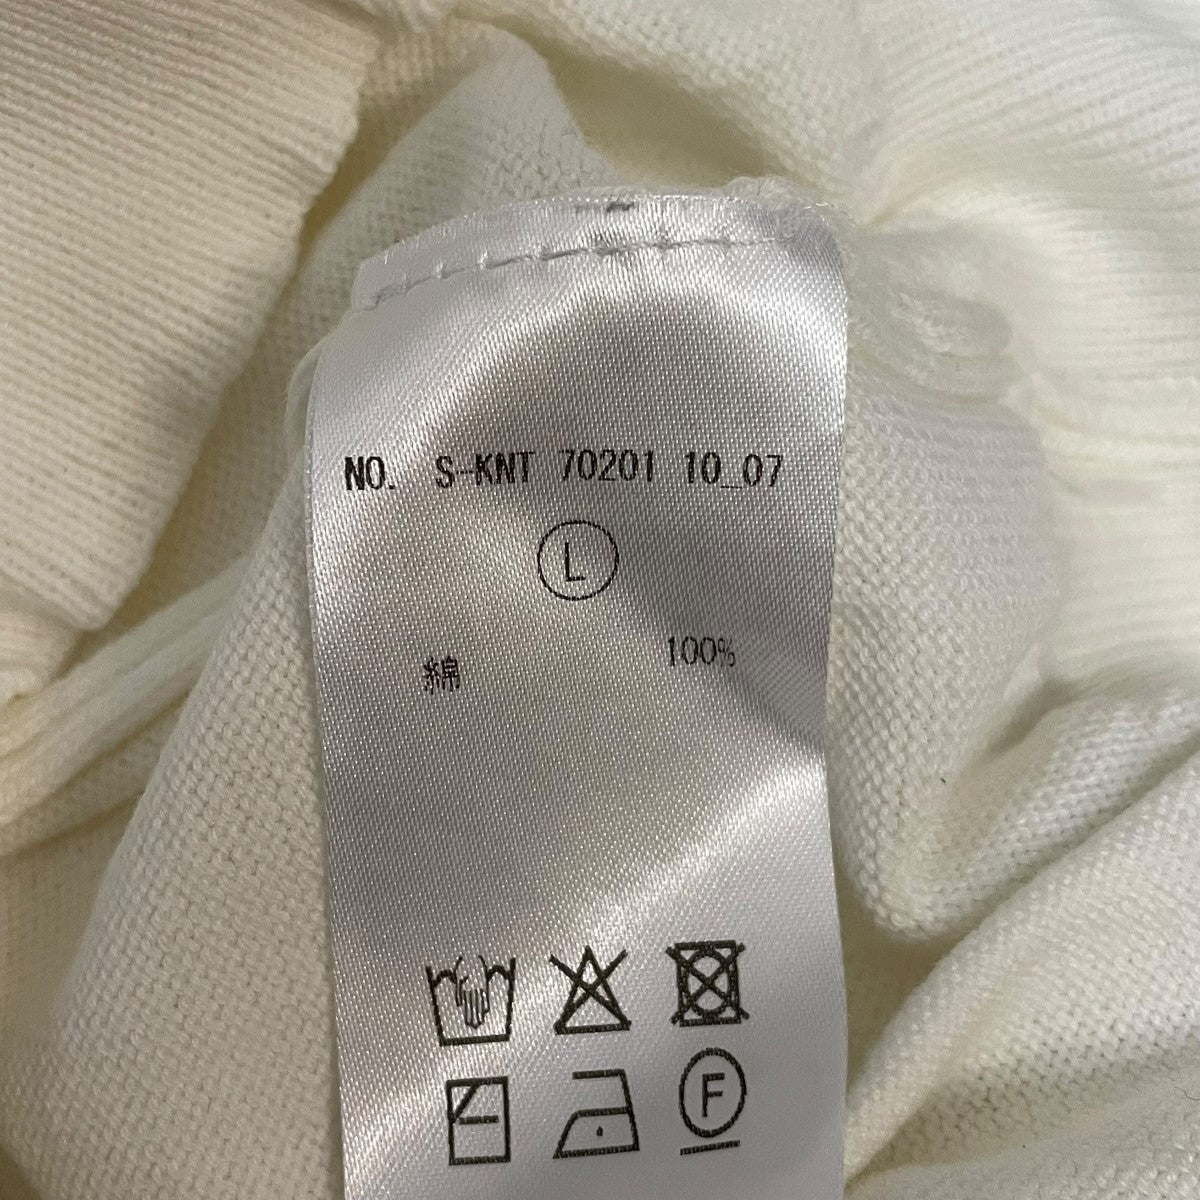 NO. S-KNT 70201 10_07
L
綿 100%
F